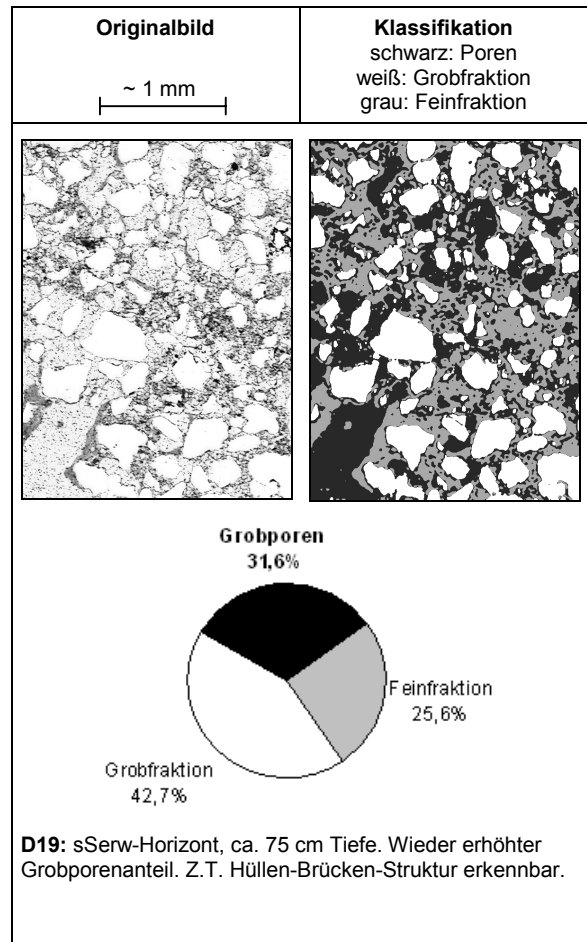 Originalbild
~ 1 mm
Klassifikation
schwarz: Poren
weiß: Grobfraktion
grau: Feinfraktion
Grobporen
31,6%
Feinfraktion
25,6%
Grobfraktion
42,7%
D19: sSerw-Horizont, ca. 75 cm Tiefe. Wieder erhöhter
Grobporenanteil. Z.T. Hüllen-Brücken-Struktur erkennbar.